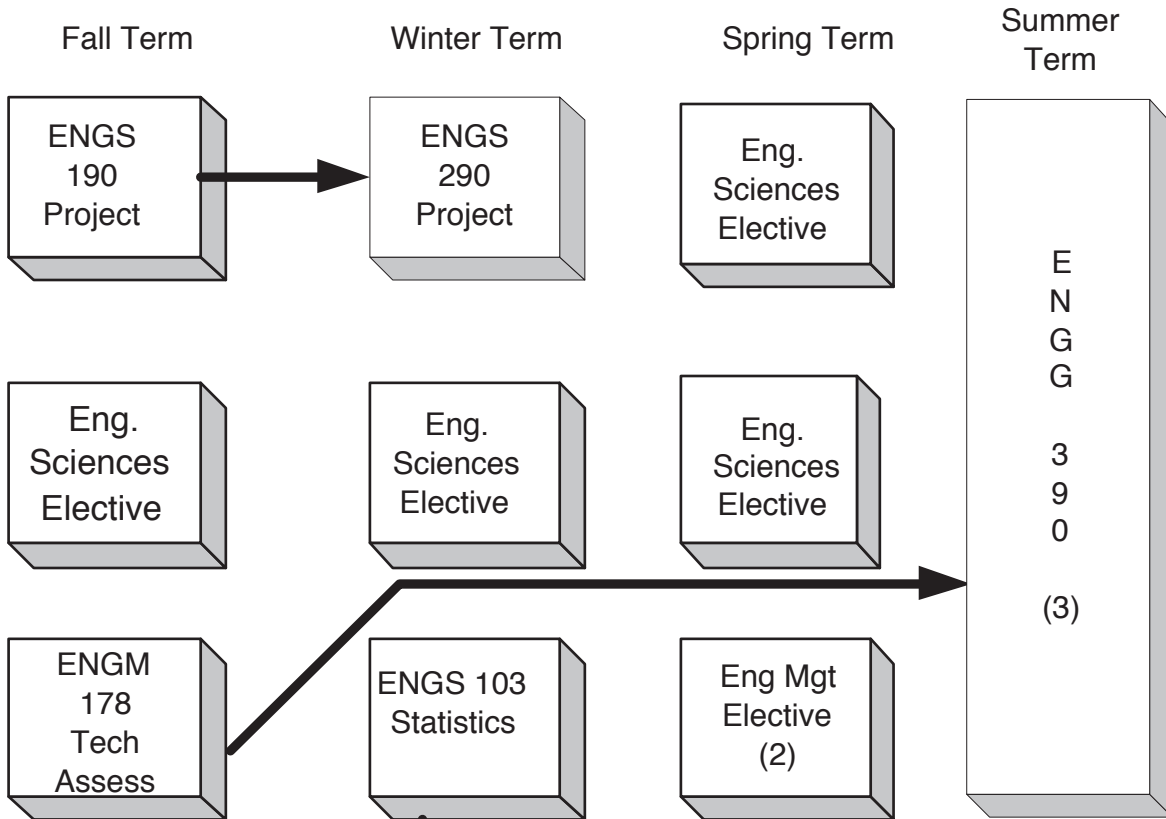 Fall Term
Winter Term
Spring Term
Summer
Term
ENGS
190
Project
ENGS
290
Project
Eng.
Sciences
Elective
Eng.
Sciences
Elective
Eng.
Sciences
Elective
Eng.
Sciences
Elective
ENGM
178
Tech
Assess
ENGS 103
Statistics
Eng Mgt
Elective
(2)
E
N
G
G
3
9
0
(3)